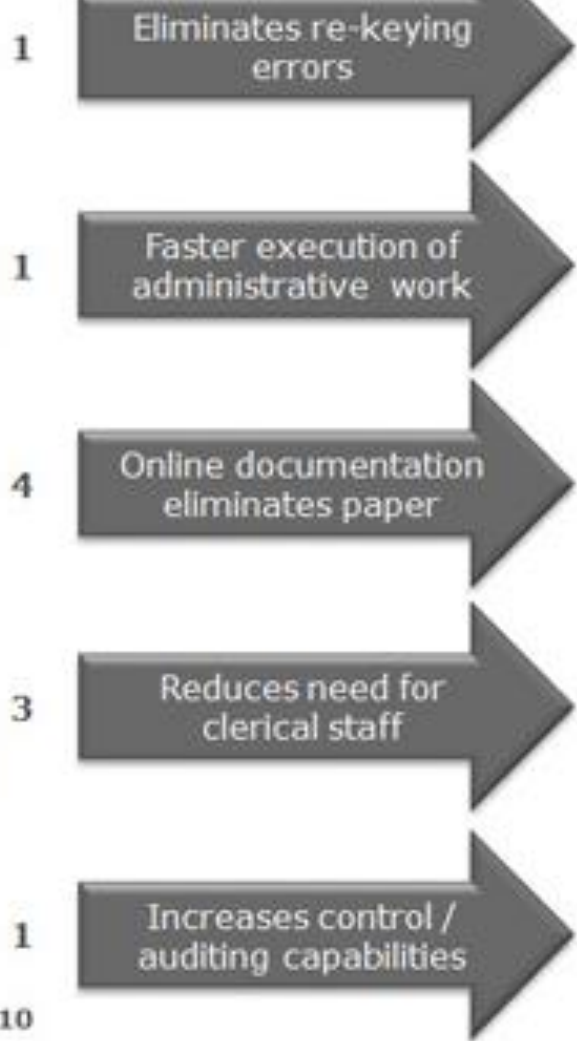 1
Eliminates re-keying
errors
1
Faster execution of
administrative work
4
Online documentation
eliminates paper
3
Reduces need for
clerical staff
1
Increases control /
auditing capabilities
10